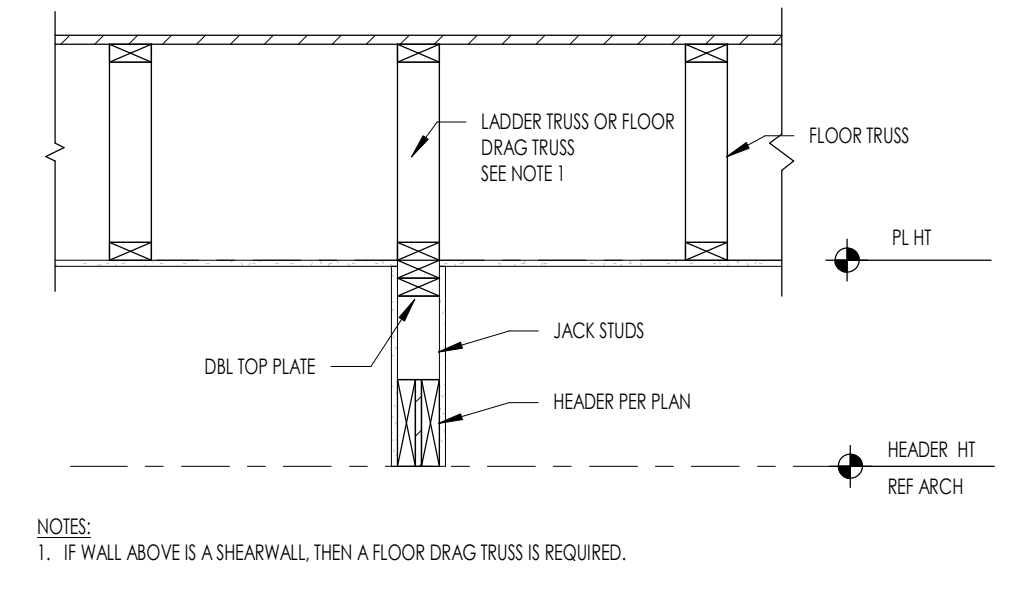 LADDER TRUSS OR FLOOR
DRAG TRUSS
SEE NOTE 1
FLOOR TRUSS
PL HT
JACK STUDS
DBL TOP PLATE
HEADER PER PLAN
HEADER HT
REF ARCH
NOTES:
1. IF WALL ABOVE IS A SHEARWALL, THEN A FLOOR DRAG TRUSS IS REQUIRED.